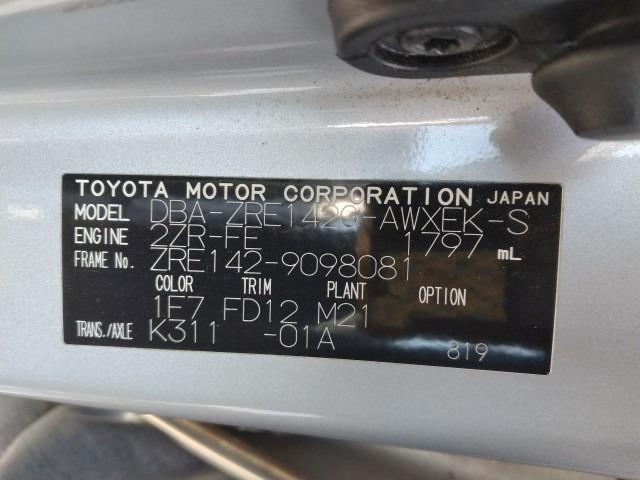 TOYOTA MOTOR CORPORATION JAPAN
MODEL DBA-ZRE142G-AWXEK-S
ENGINE 2ZR-FE 1797 mL
FRAME No. ZRE142-9098081
COLOR TRIM PLANT OPTION
1F7 FD12 M21
TRANS./AXLE K311 -01A
819